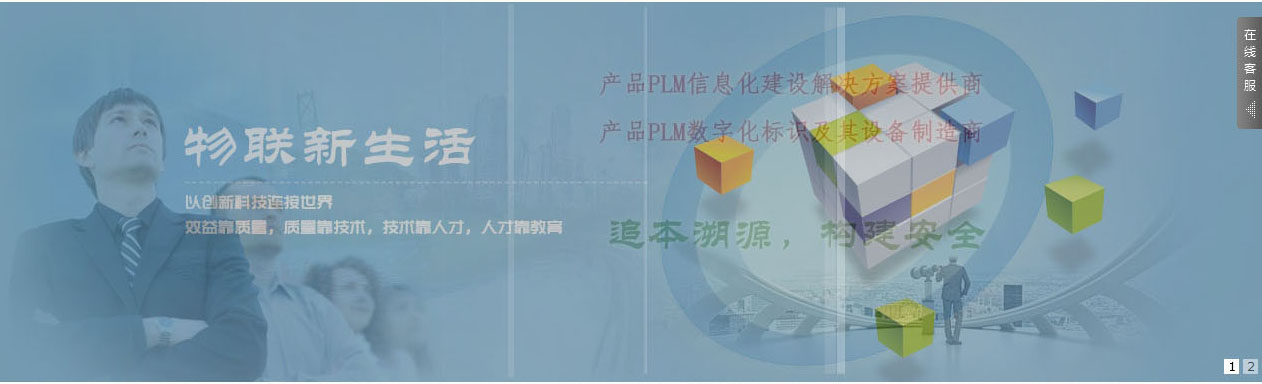 物联新生活
以创新科技连接世界
效益靠质量，质量靠技术，技术靠人才，人才靠教育
产品PLM信息化建设解决方案提供商
产品PLM数字化标识及其设备制造商
追本溯源，构建安全
在线客服
1 2